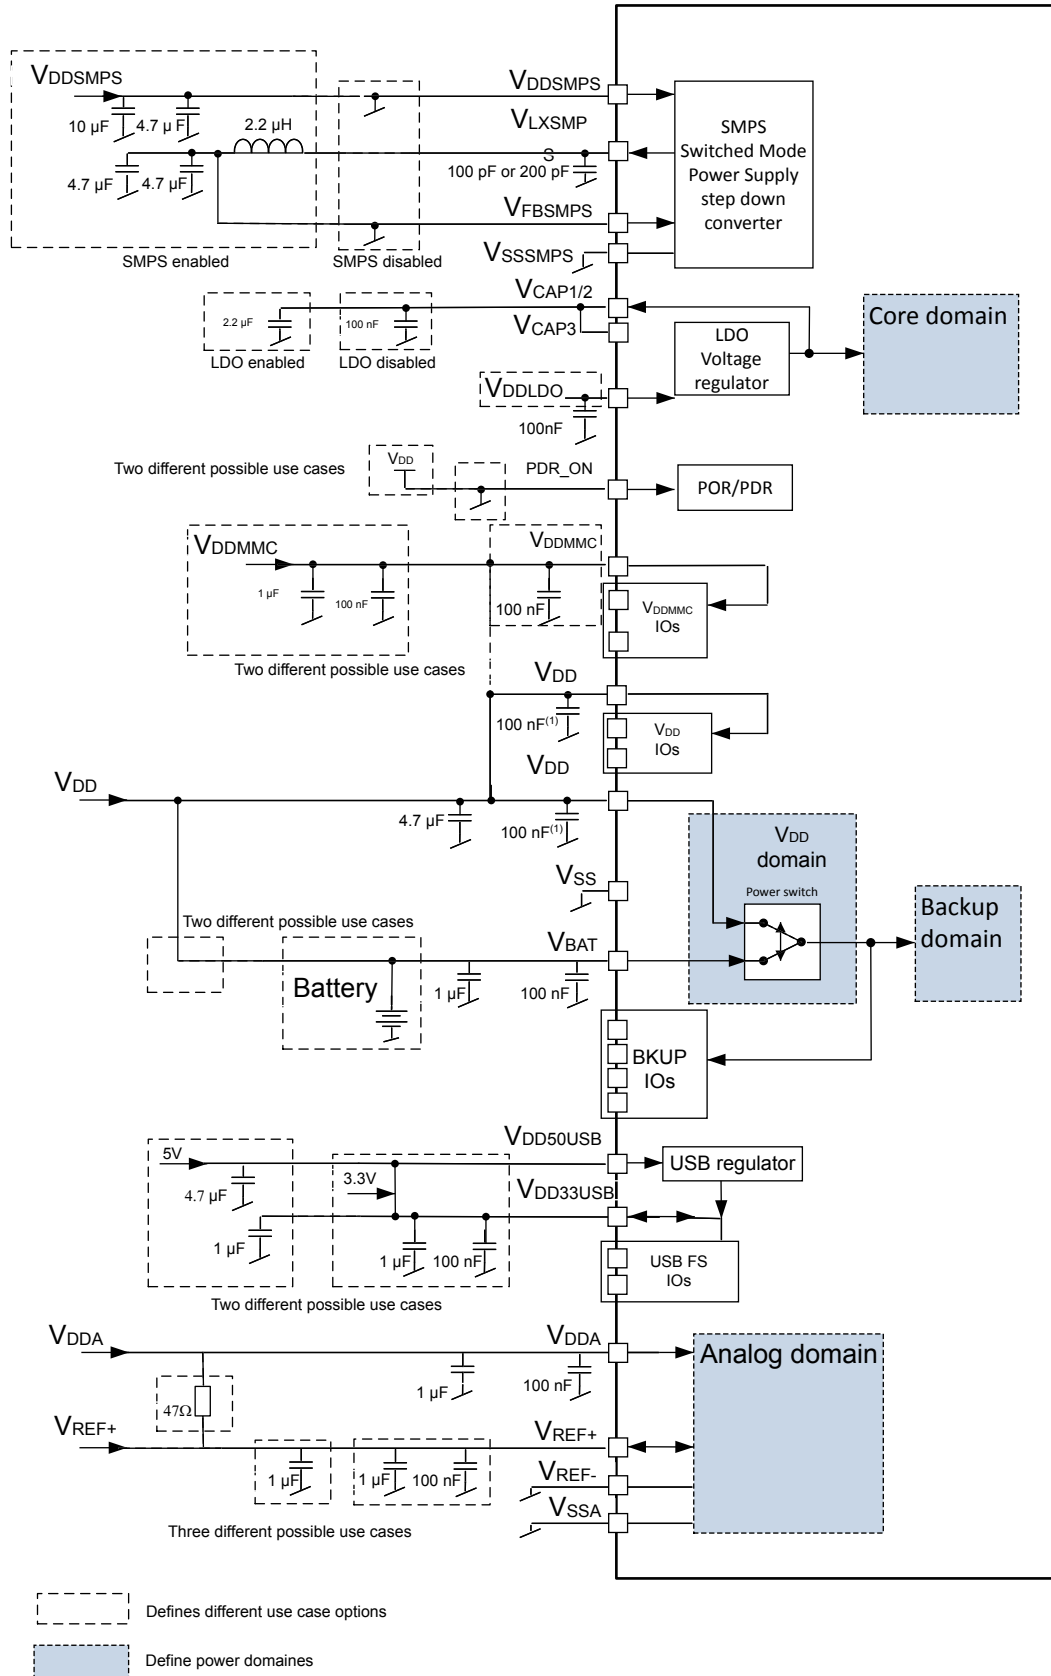 VDDSMPS
10 µF
4.7 µF
2.2 µH
4.7 µF
4.7 µF
SMPS enabled
SMPS disabled
VDDSMPS
VLXSMP
S
100 pF or 200 pF
VFBSMPS
VSSSMPS
SMPS
Switched Mode
Power Supply
step down
converter
VCAP1/2
VCAP3
2.2 µF
LDO enabled
100 nF
LDO disabled
LDO
Voltage
regulator
Core domain
VDDLDO
100nF
Two different possible use cases
VDD
PDR_ON
POR/PDR
VDDMMC
1 µF
100 nF
Two different possible use cases
VDDMMC
100 nF
VDDMMC
IOs
VDD
100 nF(1)
VDD
IOs
VDD
VDD
4.7 µF
100 nF(1)
VDD
domain
Power switch
VSS
Backup
domain
Two different possible use cases
Battery
VBAT
1 µF
100 nF
BKUP
IOs
5V
4.7 µF
1 µF
3.3V
1 µF
100 nF
Two different possible use cases
VDD50USB
VDD33USB
USB regulator
USB FS
IOs
VDDA
VDDA
1 µF
100 nF
Analog domain
47Ω
VREF+
1 µF
1 µF
100 nF
VREF+
VREF-
VSSA
Three different possible use cases
Defines different use case options
Define power domaines